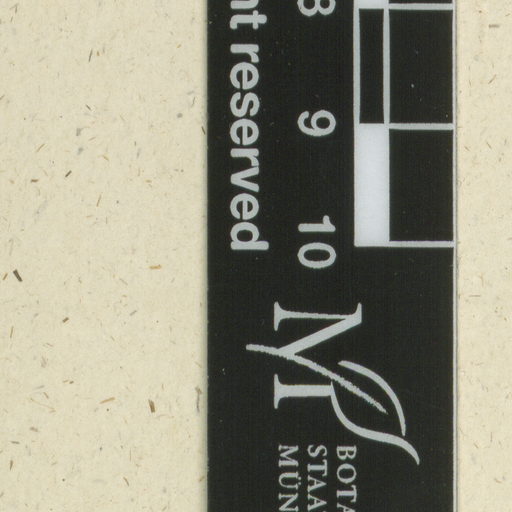 nt reserved
8 9 10
M
BOTA
STAA
MÜN